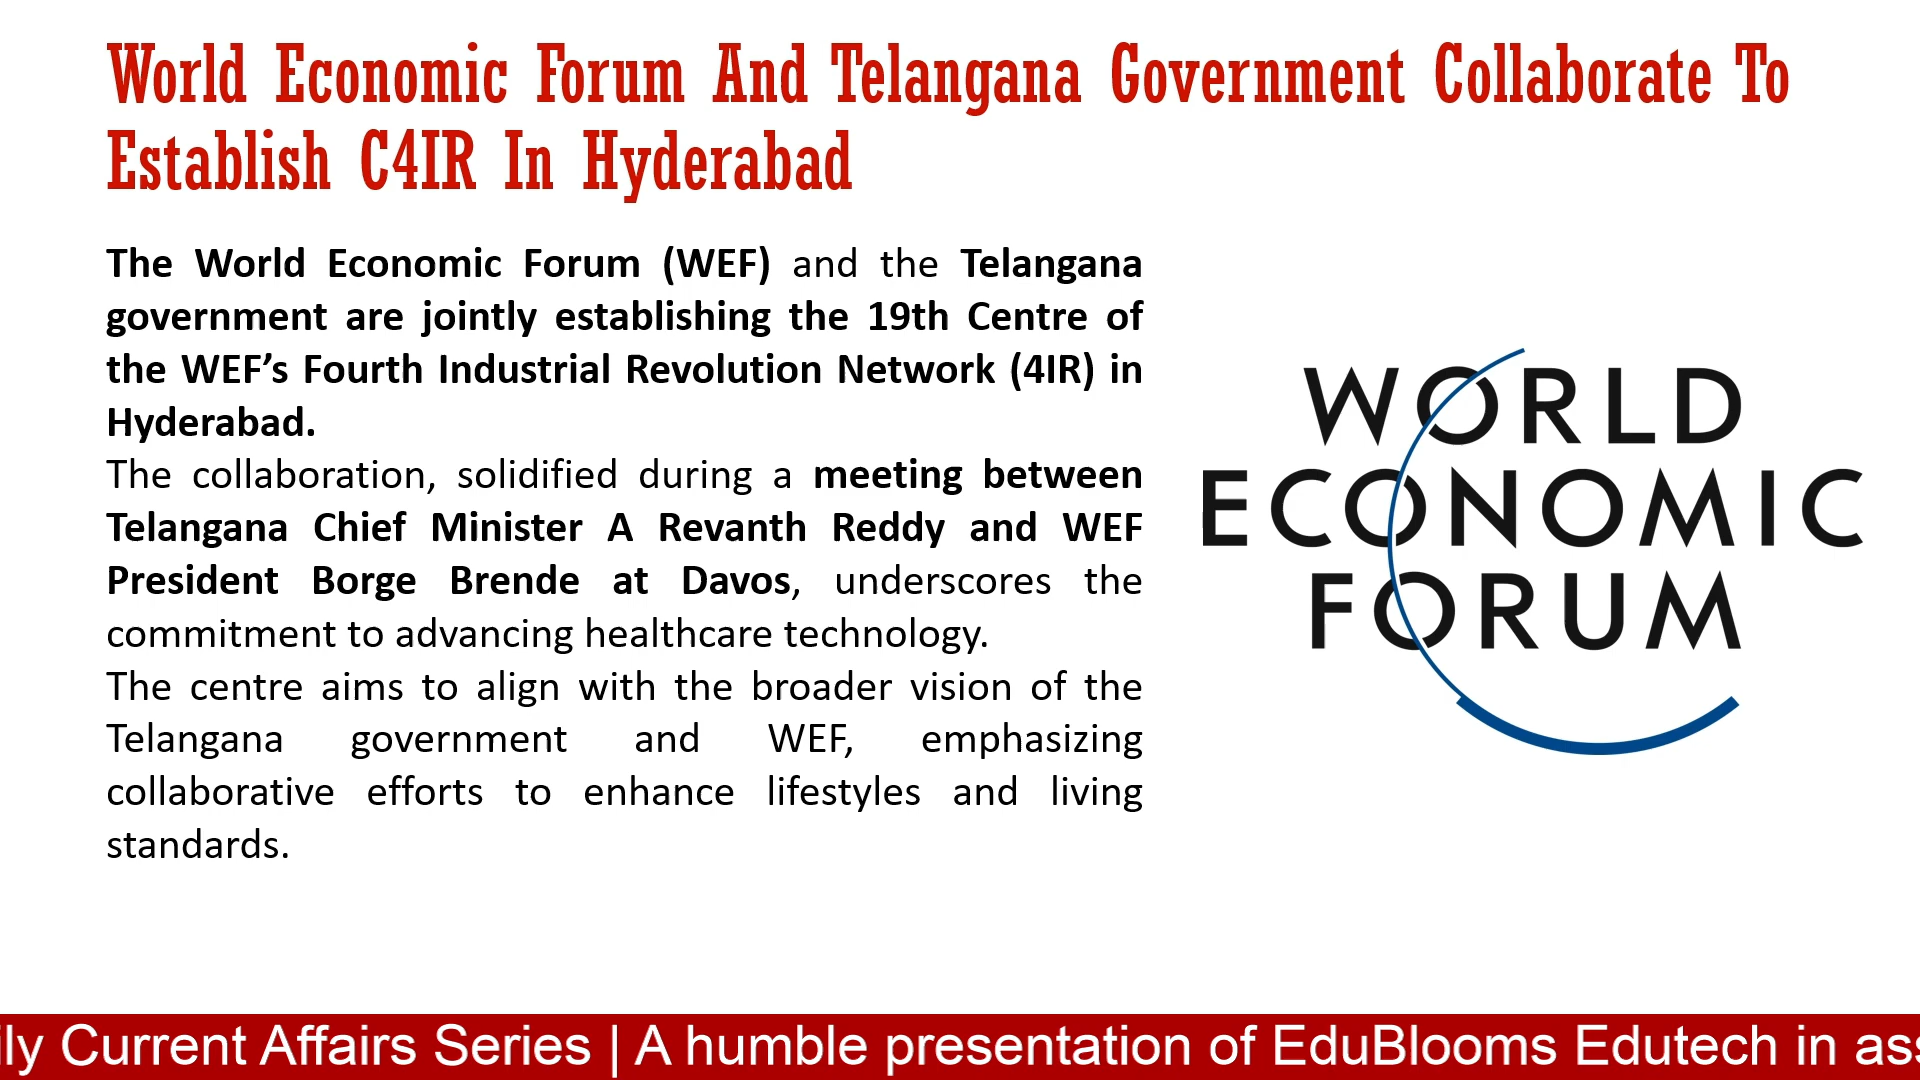 World Economic Forum And Telangana Government Collaborate To
Establish C4IR In Hyderabad
The World Economic Forum (WEF) and the Telangana
government are jointly establishing the 19th Centre of
the WEF’s Fourth Industrial Revolution Network (4IR) in
Hyderabad.
The collaboration, solidified during a meeting between
Telangana Chief Minister A Revanth Reddy and WEF
President Borge Brende at Davos, underscores the
commitment to advancing healthcare technology.
The centre aims to align with the broader vision of the
Telangana government and WEF, emphasizing
collaborative efforts to enhance lifestyles and living
standards.
WORLD
ECONOMIC
FORUM
Current Affairs Series | A humble presentation of EduBlooms Edutech in